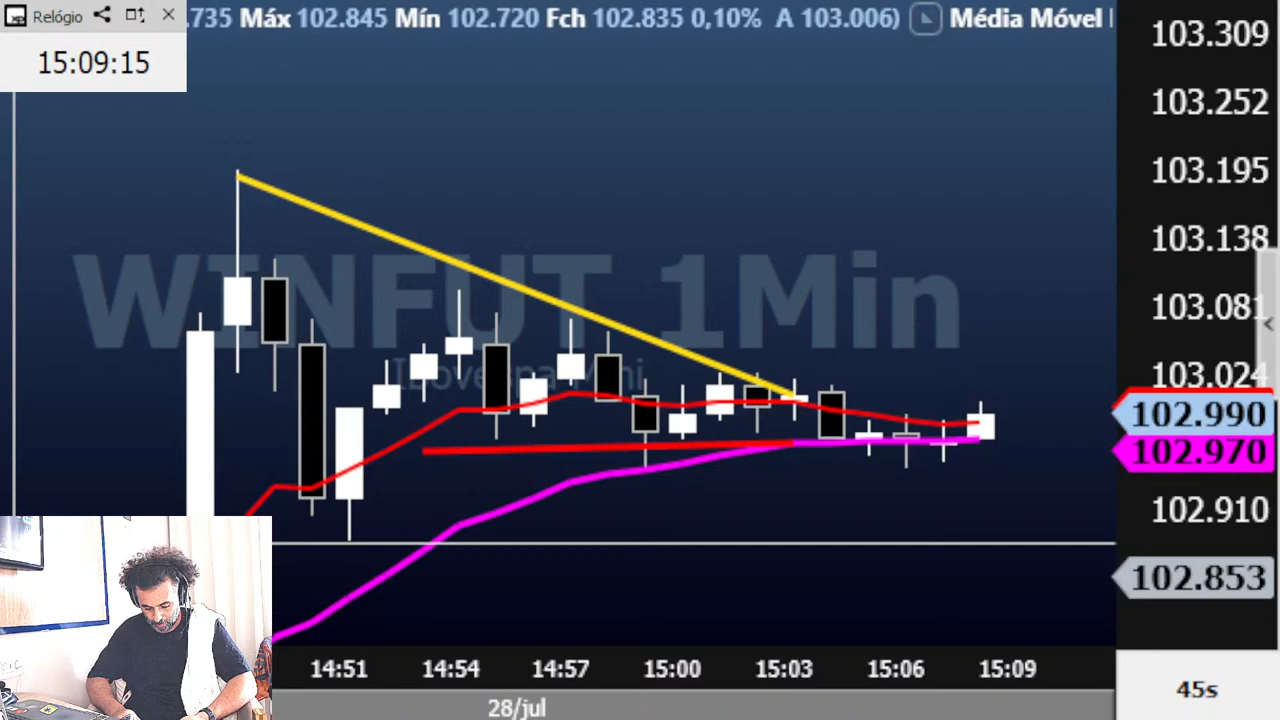 Relógio
15:09:15
.735 Máx 102.845 Mín 102.720 Fch 102.835 0,10% A 103.006) Média Móvel
WINFUT 1Min
Ibovespa Mini
103.309
103.252
103.195
103.138
103.081
103.024
102.990
102.970
102.910
102.853
14:51 14:54 14:57 15:00 15:03 15:06 15:09
28/jul
45s